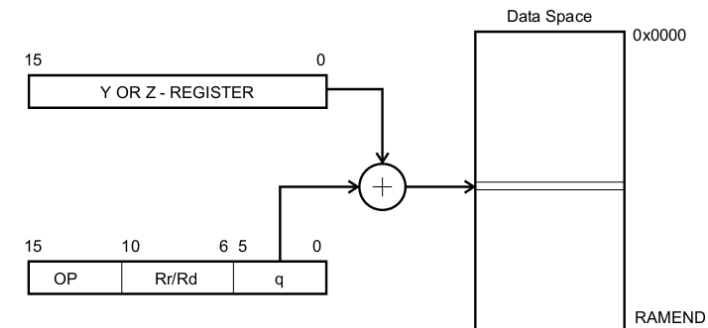 Data Space
0x0000
15 0
Y OR Z - REGISTER
15 10 6 5 0
OP Rr/Rd q
RAMEND